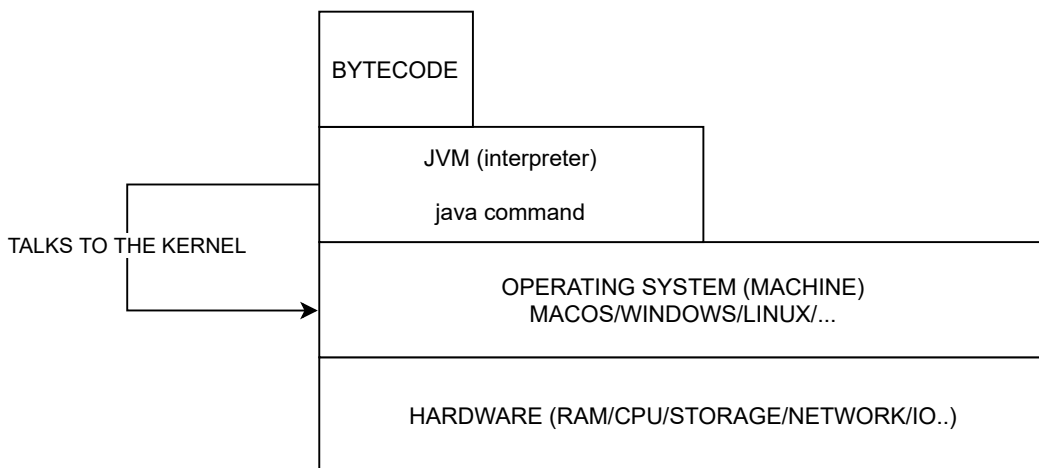 BYTECODE
JVM (interpreter)
java command
TALKS TO THE KERNEL
OPERATING SYSTEM (MACHINE)
MACOS/WINDOWS/LINUX/...
HARDWARE (RAM/CPU/STORAGE/NETWORK/IO..)